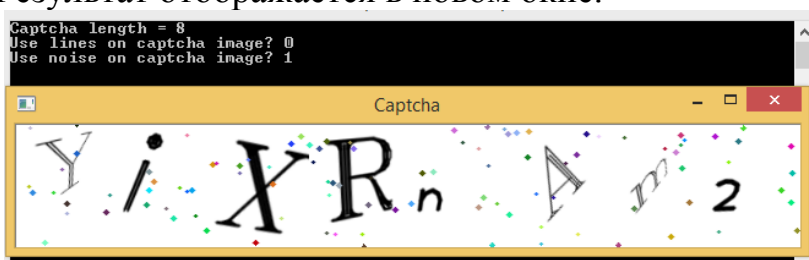 Результат отображается в новом окне.
Captcha length = 8
Use lines on captcha image? 0
Use noise on captcha image? 1
Captcha
YiXRnAm2